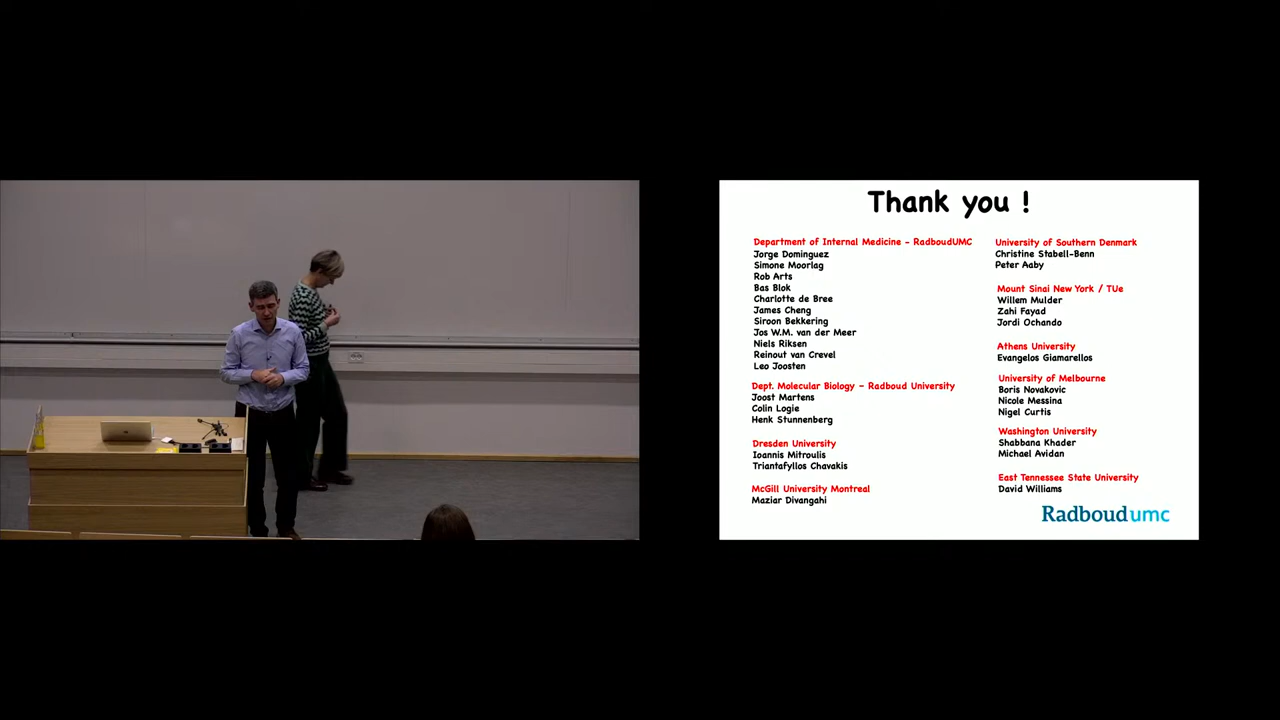 Thank you !
Department of Internal Medicine - RadboudUMC
Jorge Dominguez
Simone Moorlag
Rob Arts
Bas Blok
Charlotte de Bree
James Cheng
Siroon Bekkering
Jos W.M. van der Meer
Niels Riksen
Reinout van Crevel
Leo Joosten
Dept. Molecular Biology - Radboud University
Joost Martens
Colin Logie
Henk Stunnenberg
Dresden University
Ioannis Mitroulis
Triantafyllos Chavakis
McGill University Montreal
Maziar Divangahi
University of Southern Denmark
Christine Stabell-Benn
Peter Aaby
Mount Sinai New York / TUe
Willem Mulder
Zahi Fayad
Jordi Ochando
Athens University
Evangelos Giamarellos
University of Melbourne
Boris Novakovic
Nicole Messina
Nigel Curtis
Washington University
Shabbana Khader
Michael Avidan
East Tennessee State University
David Williams
Radboudumc